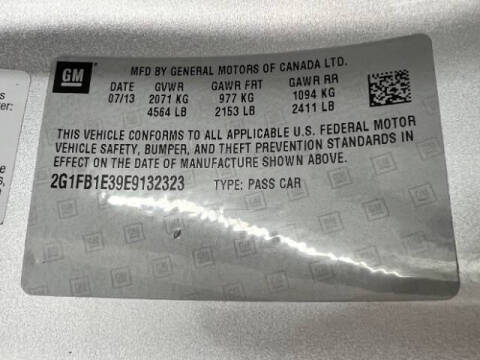 GM
MFD BY GENERAL MOTORS OF CANADA LTD.
DATE GVWR GAWR FRT GAWR RR
07/13 2071 KG 977 KG 1094 KG
4564 LB 2153 LB 2411 LB
THIS VEHICLE CONFORMS TO ALL APPLICABLE U.S. FEDERAL MOTOR
VEHICLE SAFETY, BUMPER, AND THEFT PREVENTION STANDARDS IN
EFFECT ON THE DATE OF MANUFACTURE SHOWN ABOVE.
2G1FB1E39E9132323 TYPE: PASS CAR